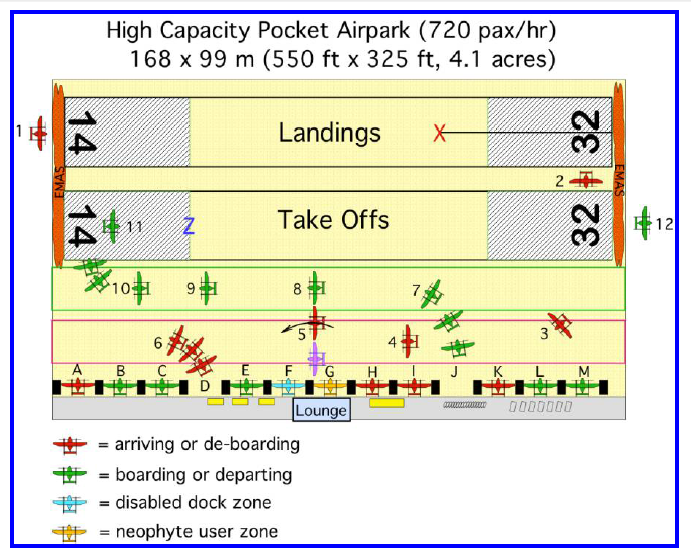 High Capacity Pocket Airpark (720 pax/hr)
168 x 99 m (550 ft x 325 ft, 4.1 acres)
1
14
Landings
X
32
EMAS
EMAS
2
14
11
Z
Take Offs
32
12
10
9
8
7
6
5
4
3
A B C D E F G H I J K L M
Lounge
= arriving or de-boarding
= boarding or departing
= disabled dock zone
= neophyte user zone